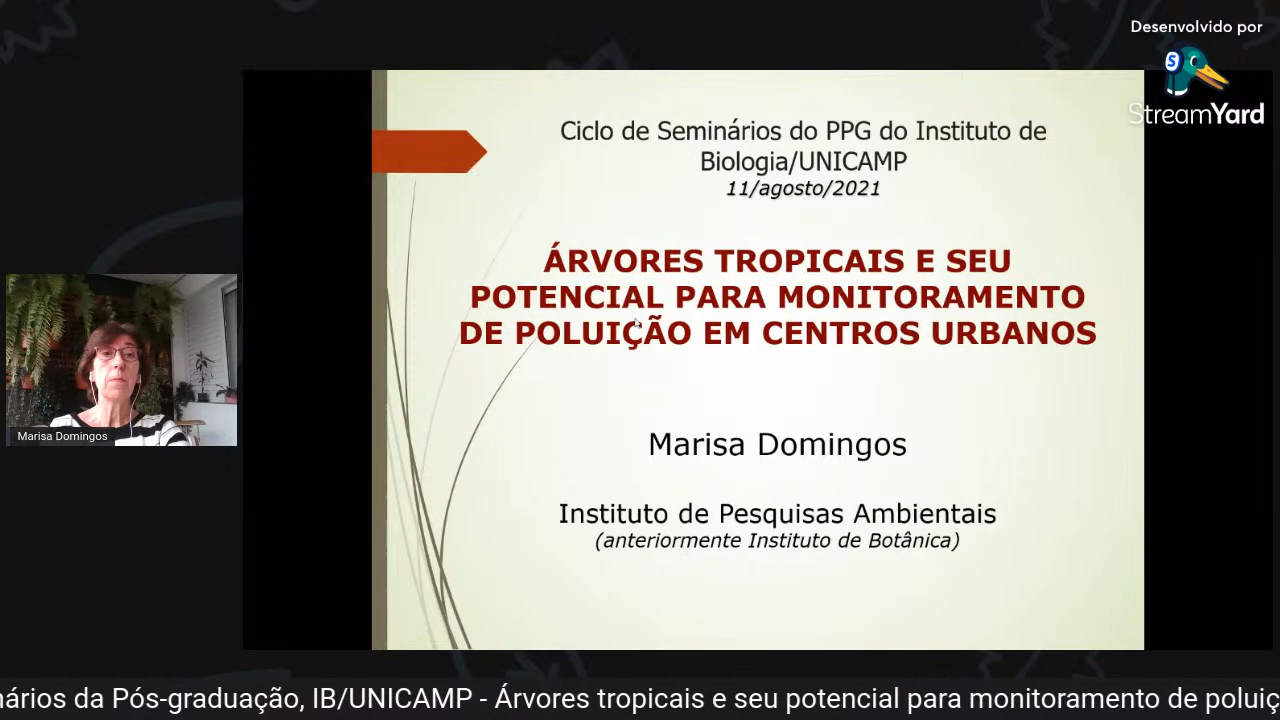 Desenvolvido por
StreamYard
Ciclo de Seminários do PPG do Instituto de
Biologia/UNICAMP
11/agosto/2021
ÁRVORES TROPICAIS E SEU
POTENCIAL PARA MONITORAMENTO
DE POLUIÇÃO EM CENTROS URBANOS
Marisa Domingos
Instituto de Pesquisas Ambientais
(anteriormente Instituto de Botânica)
Marisa Domingos
nários da Pós-graduação, IB/UNICAMP - Árvores tropicais e seu potencial para monitoramento de poluiç